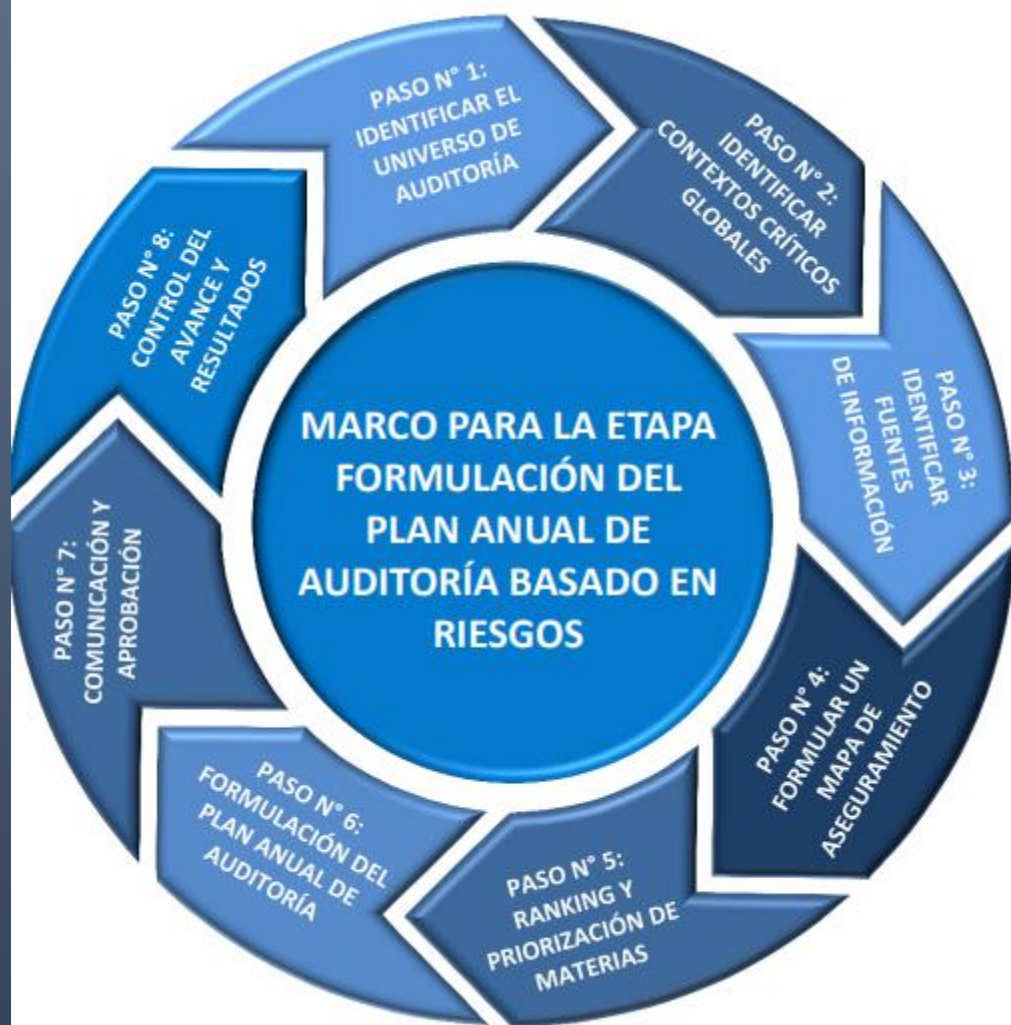 PASO N° 1:
IDENTIFICAR EL
UNIVERSO DE
AUDITORÍA
PASO N° 2:
IDENTIFICAR
CONTEXTOS CRÍTICOS
GLOBALES
PASO N° 3:
IDENTIFICAR
FUENTES
DE INFORMACIÓN
PASO N° 4:
FORMULAR UN
MAPA DE
ASEGURAMIENTO
PASO N° 5:
RANKING Y
PRIORIZACIÓN DE
MATERIAS
PASO N° 6:
FORMULACIÓN DEL
PLAN ANUAL DE
AUDITORÍA
PASO N° 7:
COMUNICACIÓN Y
APROBACIÓN
PASO N° 8:
CONTROL DEL
AVANCE Y
RESULTADOS
MARCO PARA LA ETAPA
FORMULACIÓN DEL
PLAN ANUAL DE
AUDITORÍA BASADO EN
RIESGOS